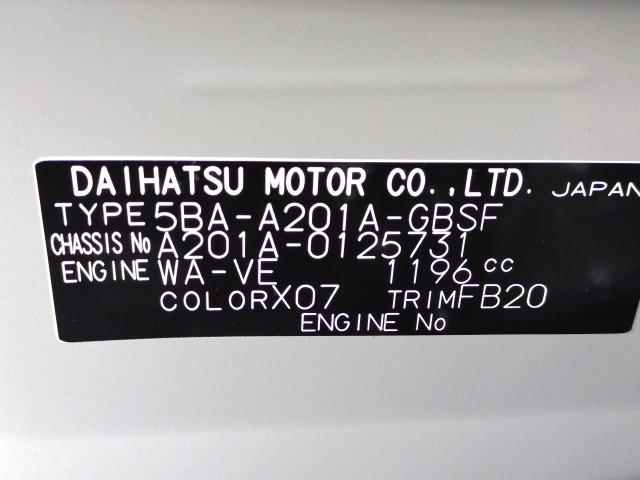 DAIHATSU MOTOR CO.,LTD. JAPAN
TYPE 5BA-A201A-GBSF
CHASSIS No A201A-0125731
ENGINE WA-VE 1196 cc
COLOR X07 TRIM FB20
ENGINE No